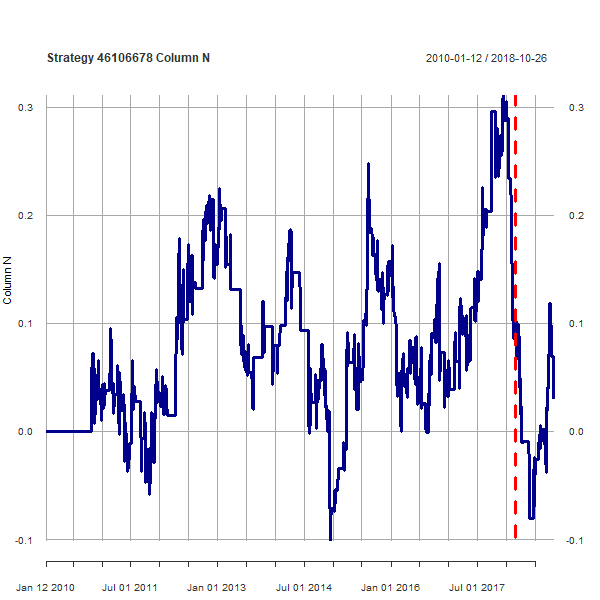 Strategy 46106678 Column N
2010-01-12 / 2018-10-26
0.3 0.3
0.2 0.2
Column N
0.1 0.1
0.0 0.0
-0.1 -0.1
Jan 12 2010 Jul 01 2011 Jan 01 2013 Jul 01 2014 Jan 01 2016 Jul 01 2017